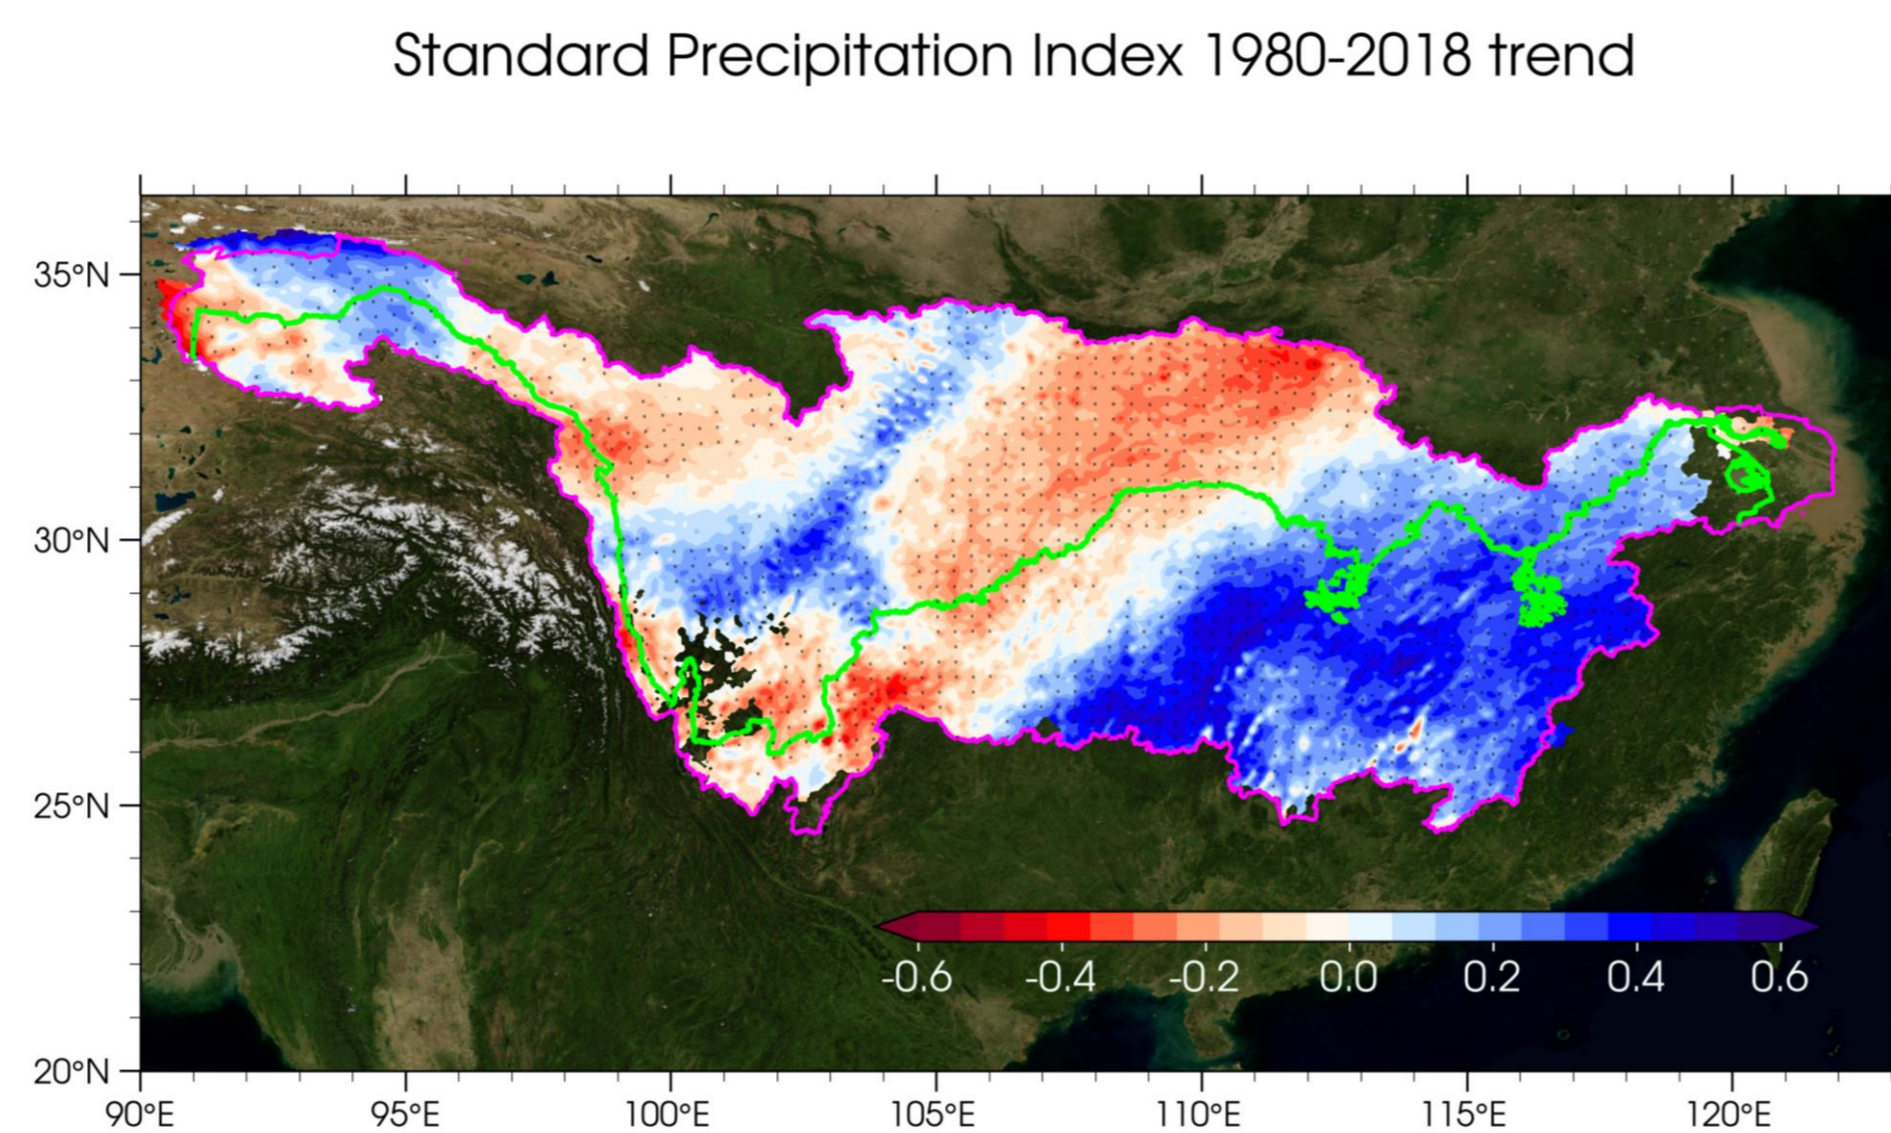 Standard Precipitation Index 1980-2018 trend
35°N
30°N
25°N
20°N
-0.6 -0.4 -0.2 0.0 0.2 0.4 0.6
90°E 95°E 100°E 105°E 110°E 115°E 120°E